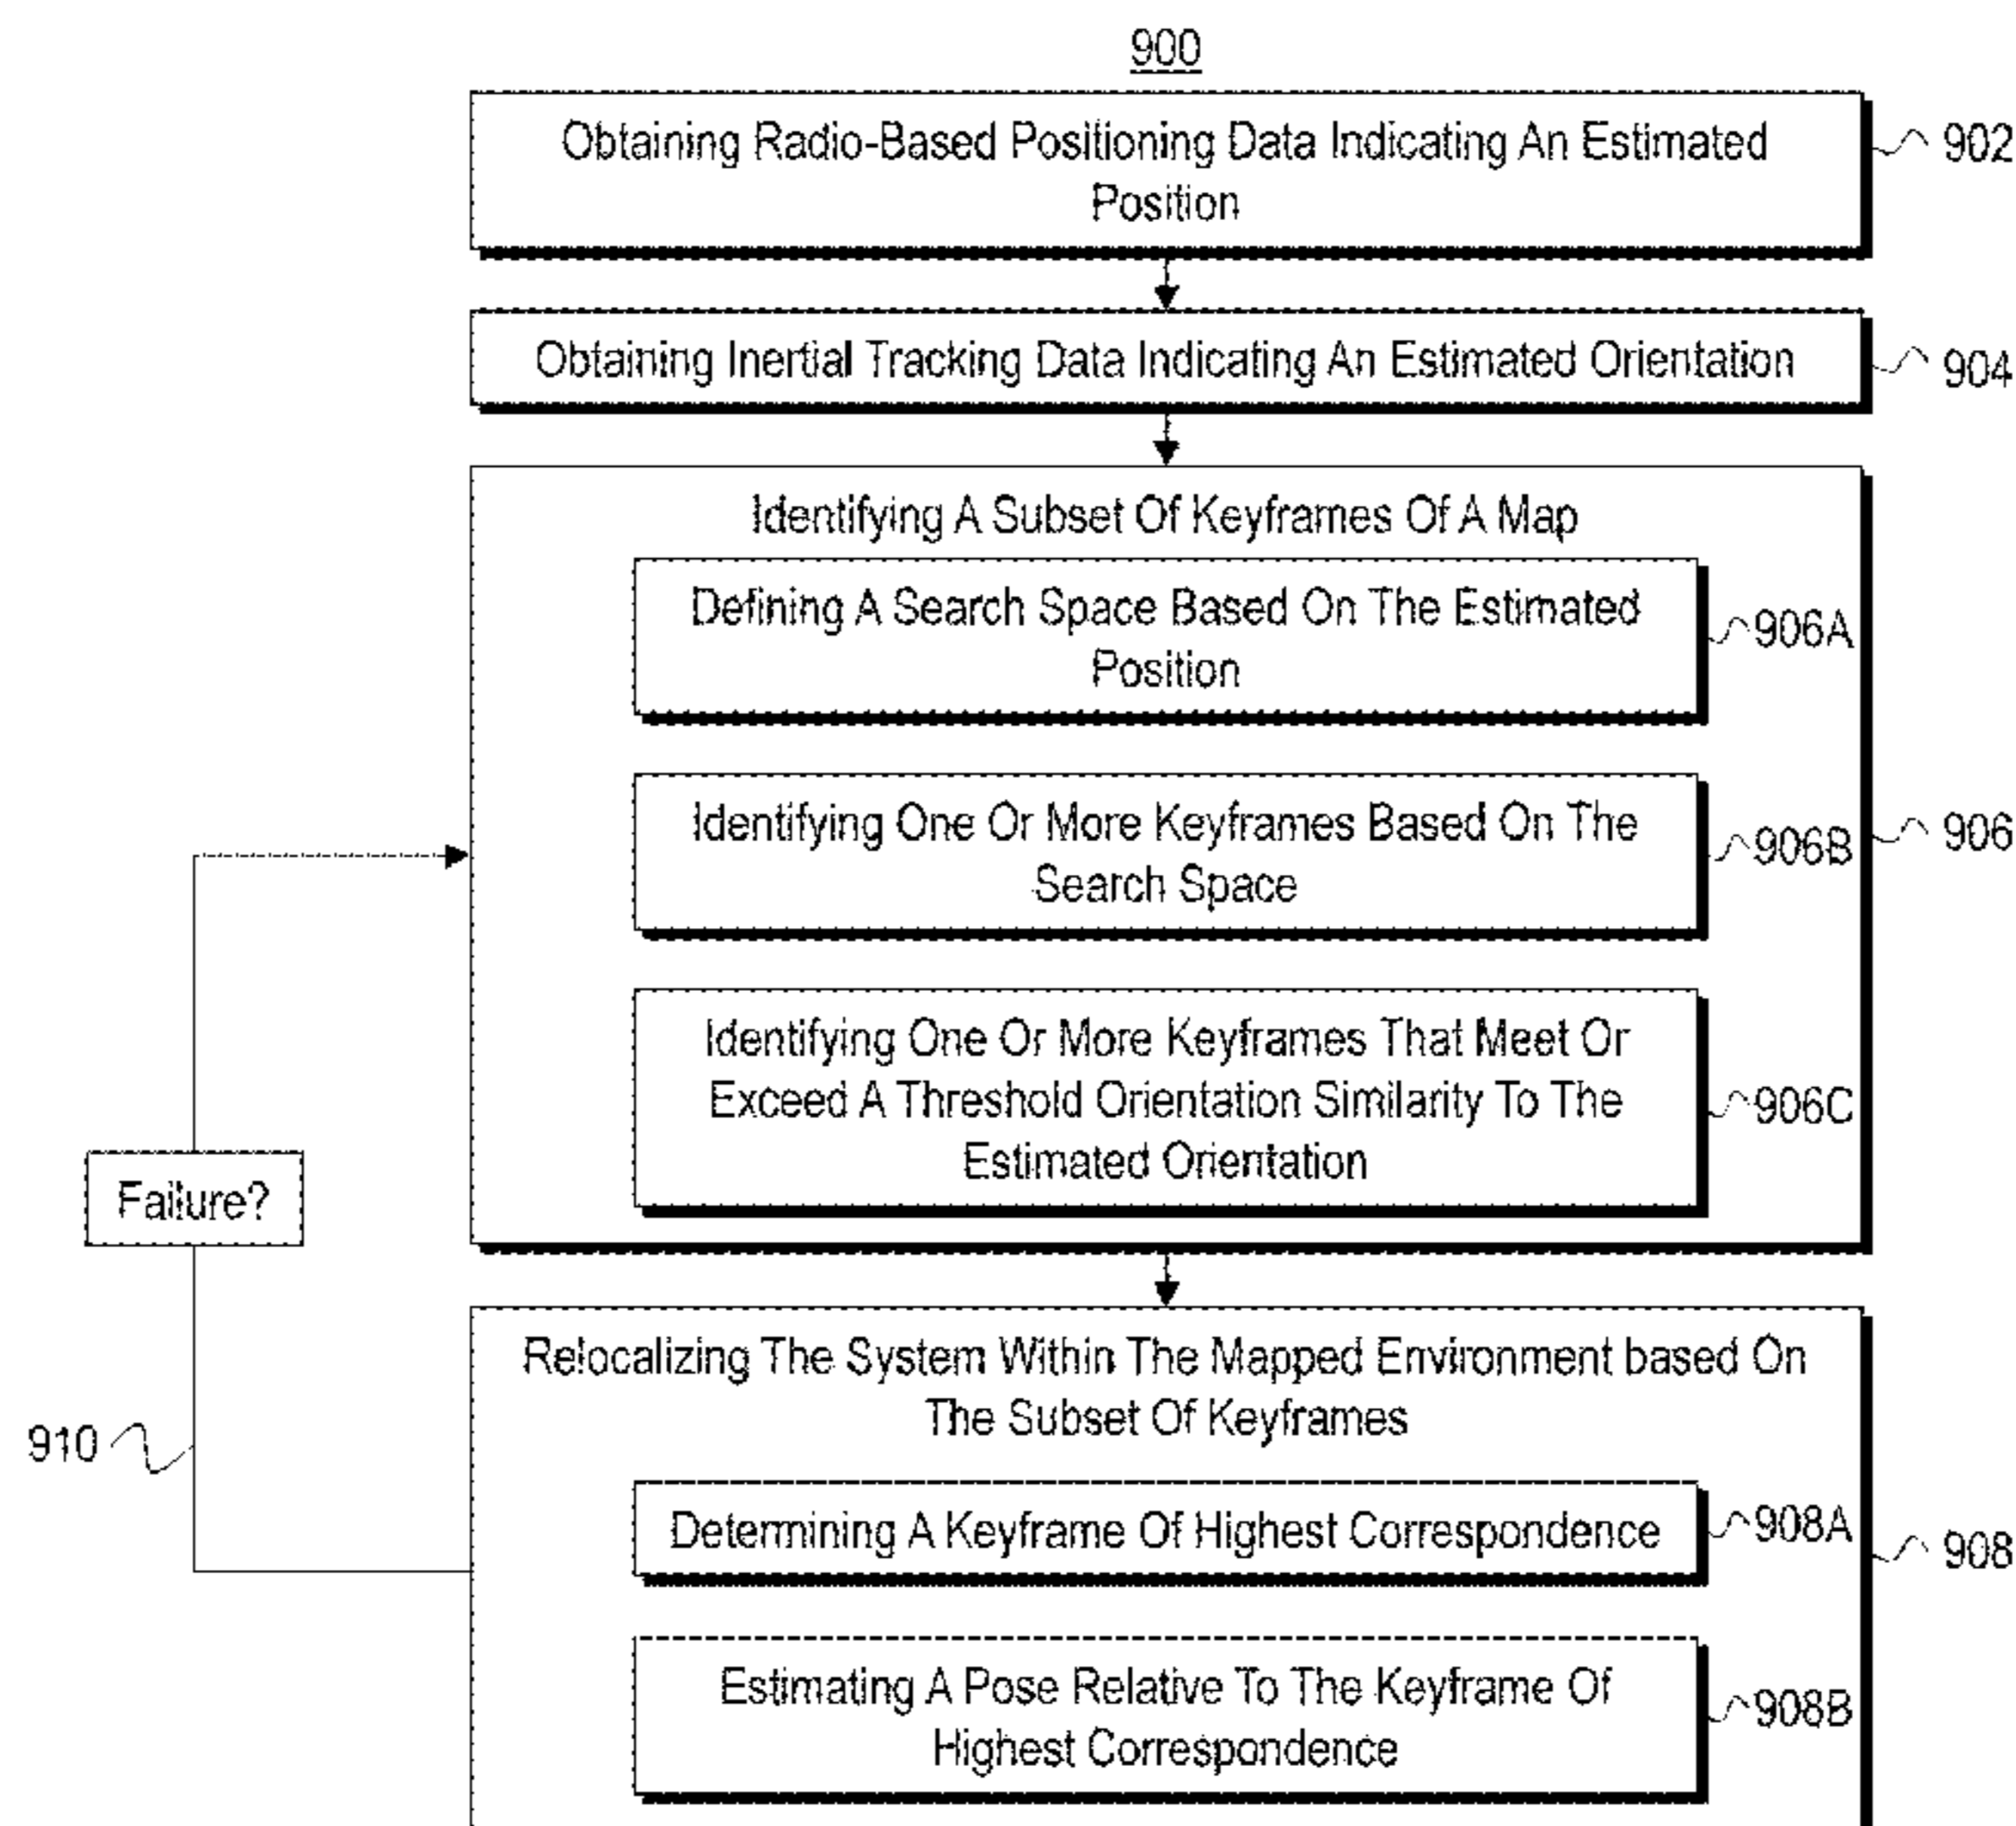 900
Obtaining Radio-Based Positioning Data Indicating An Estimated
Position
902
Obtaining Inertial Tracking Data Indicating An Estimated Orientation
904
Identifying A Subset Of Keyframes Of A Map
Defining A Search Space Based On The Estimated
Position
906A
Identifying One Or More Keyframes Based On The
Search Space
906B
906
Identifying One Or More Keyframes That Meet Or
Exceed A Threshold Orientation Similarity To The
Estimated Orientation
906C
Failure?
Relocalizing The System Within The Mapped Environment based On
The Subset Of Keyframes
910
Determining A Keyframe Of Highest Correspondence
908A
908
Estimating A Pose Relative To The Keyframe Of
Highest Correspondence
908B